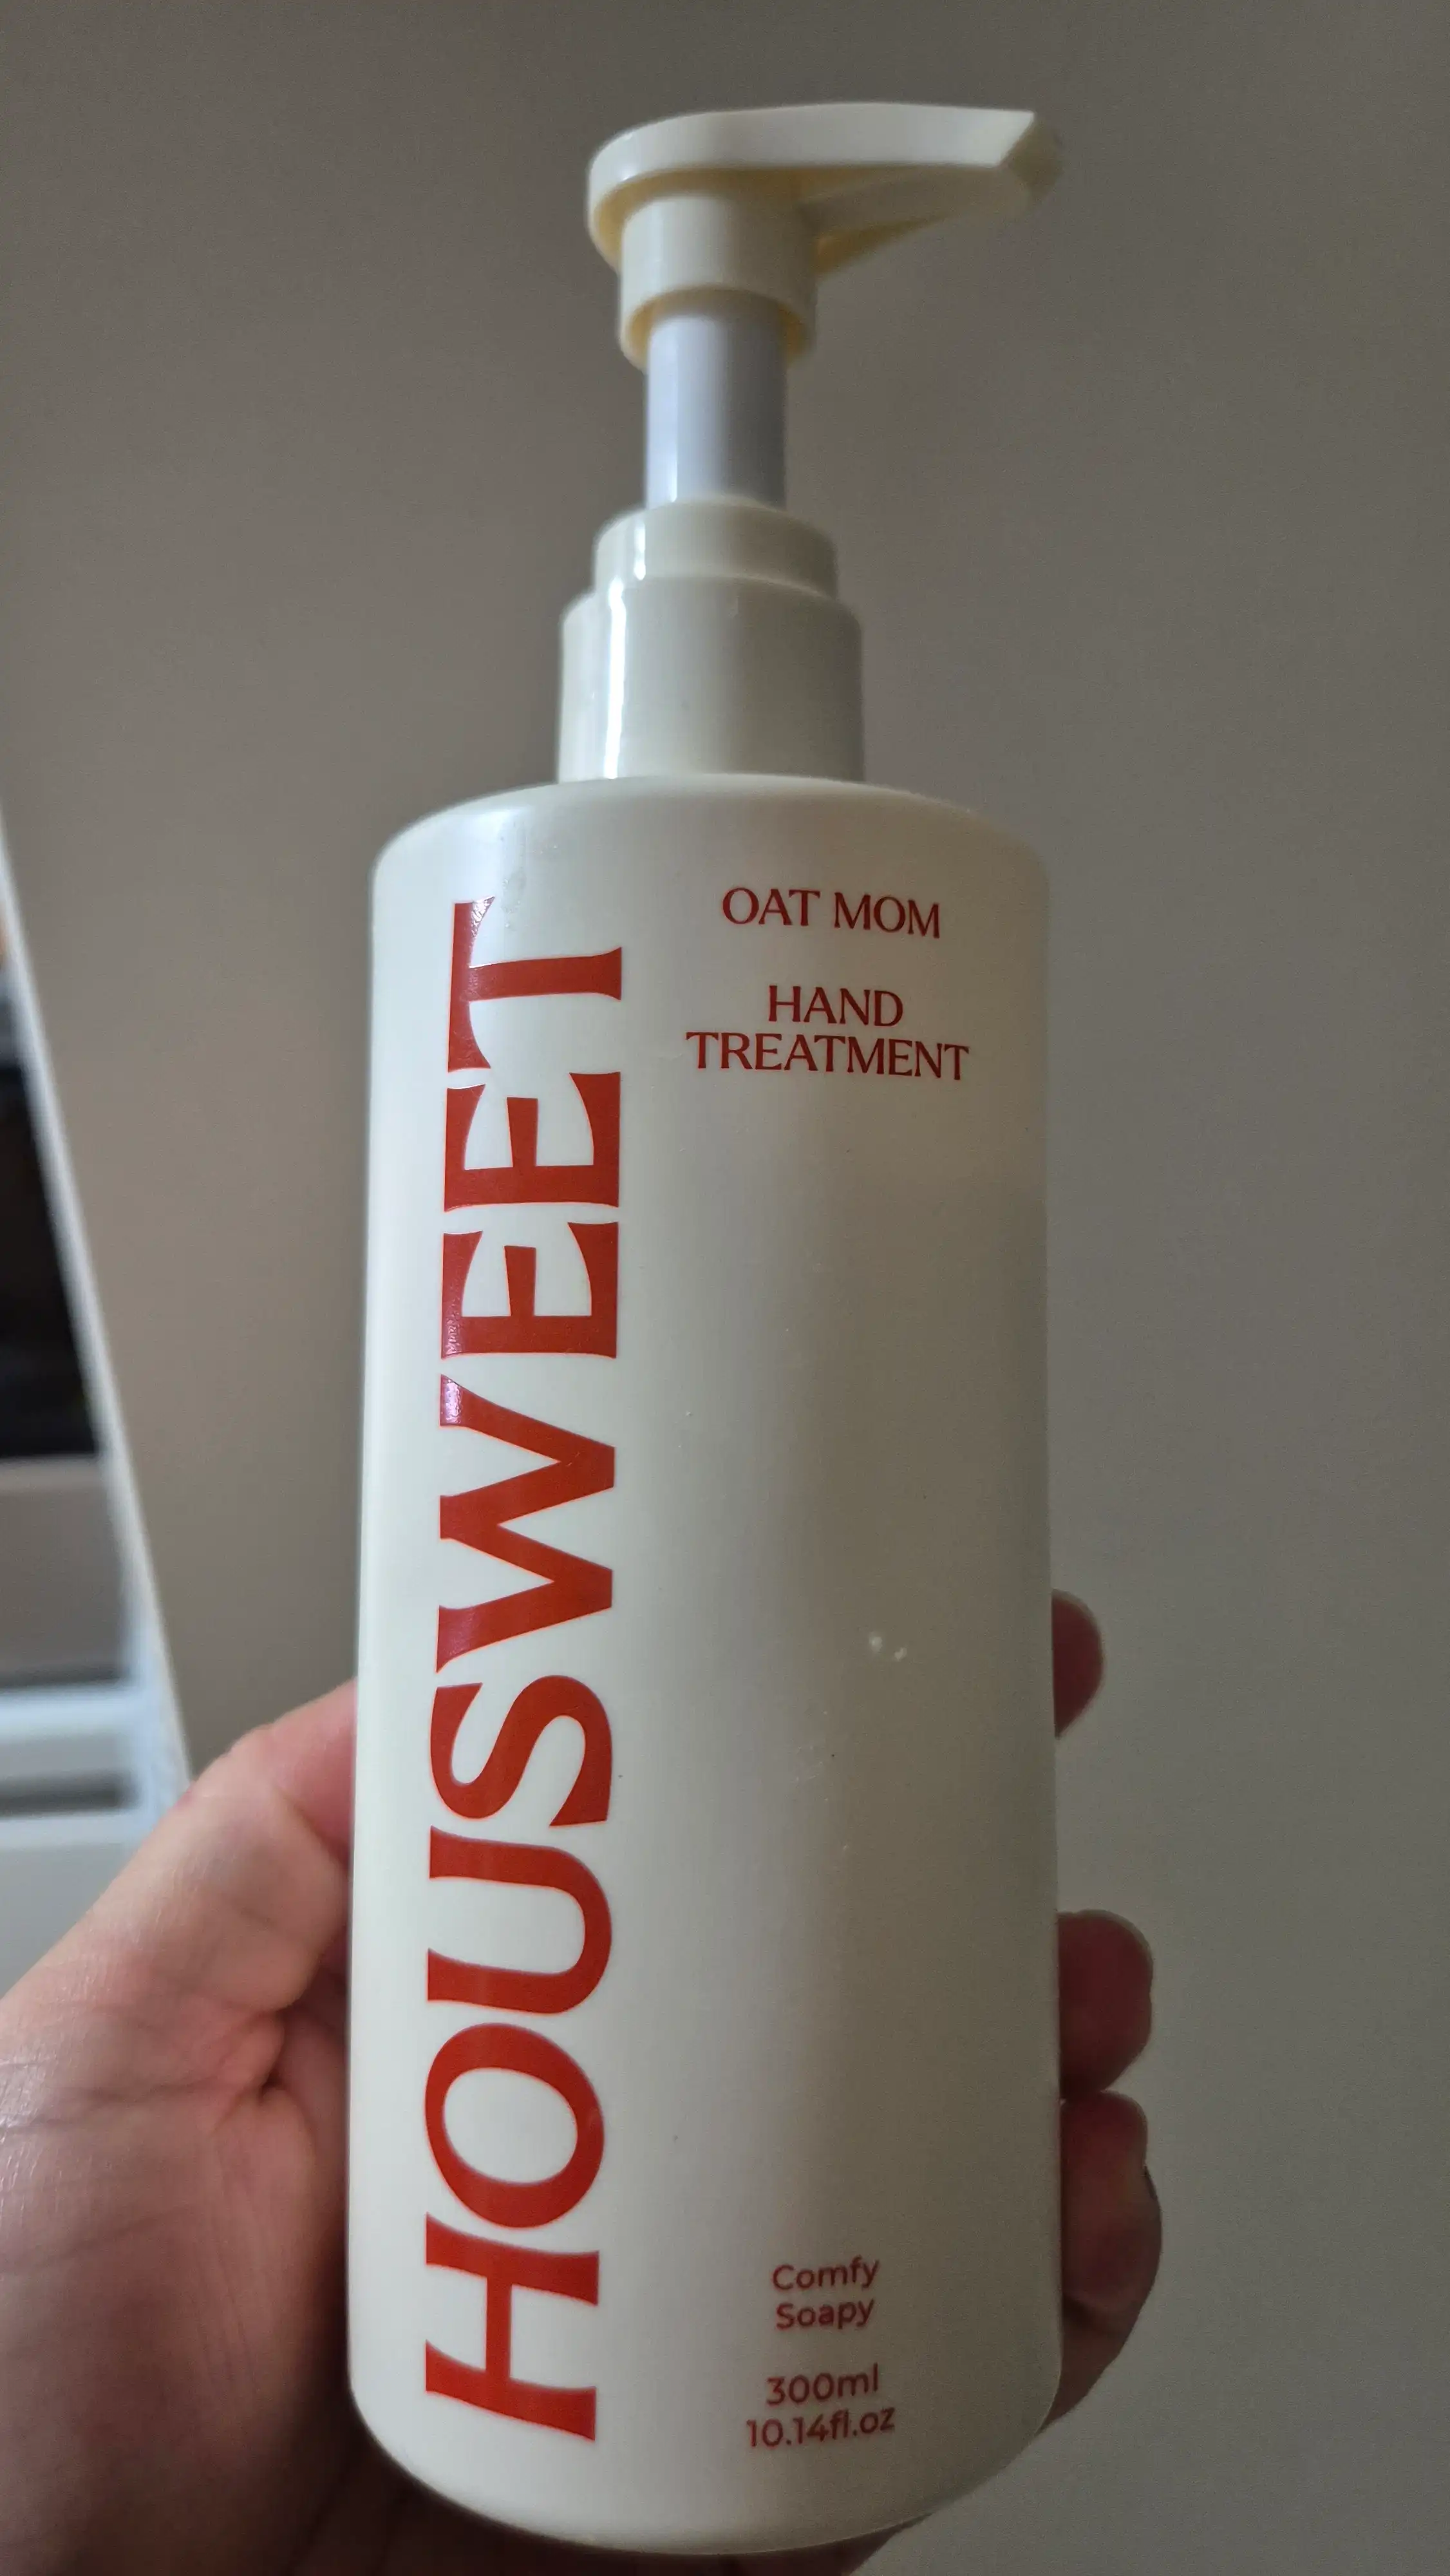 HOUSWEET
OAT MOM
HAND
TREATMENT
Comfy
Soapy
300ml
10.14fl.oz